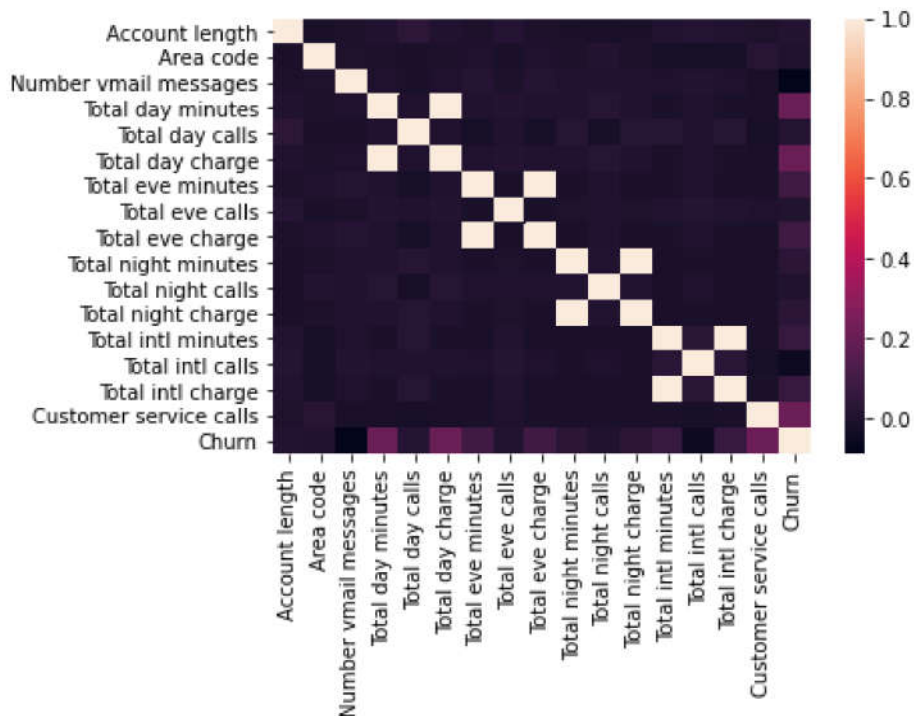 Account length
Area code
Number vmail messages
Total day minutes
Total day calls
Total day charge
Total eve minutes
Total eve calls
Total eve charge
Total night minutes
Total night calls
Total night charge
Total intl minutes
Total intl calls
Total intl charge
Customer service calls
Churn
Account length
Area code
Number vmail messages
Total day minutes
Total day calls
Total day charge
Total eve minutes
Total eve calls
Total eve charge
Total night minutes
Total night calls
Total night charge
Total intl minutes
Total intl calls
Total intl charge
Customer service calls
Churn
1.0
0.8
0.6
0.4
0.2
0.0